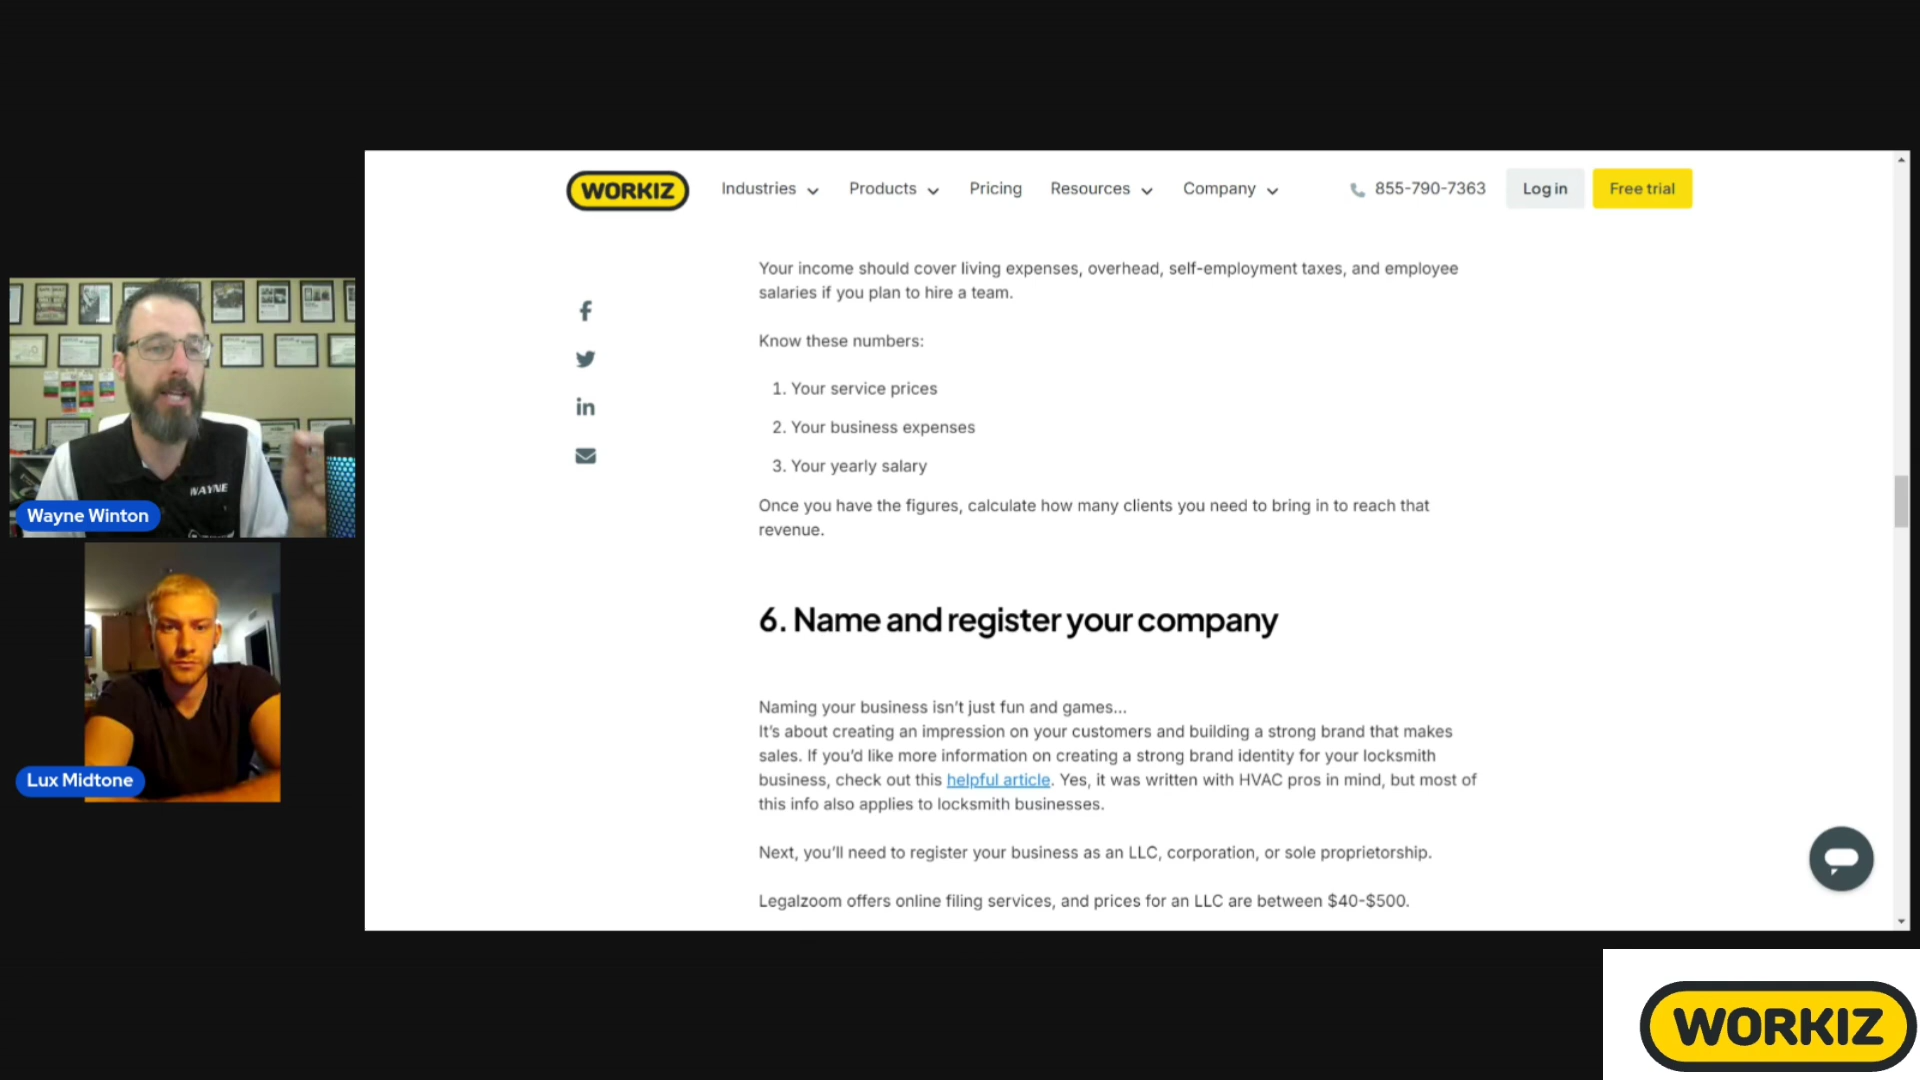 WORKIZ
Industries
Products
Pricing
Resources
Company
855-790-7363
Log in
Free trial
Your income should cover living expenses, overhead, self-employment taxes, and employee
salaries if you plan to hire a team.
Know these numbers:
1. Your service prices
2. Your business expenses
3. Your yearly salary
Once you have the figures, calculate how many clients you need to bring in to reach that
revenue.
6. Name and register your company
Naming your business isn't just fun and games...
It's about creating an impression on your customers and building a strong brand that makes
sales. If you'd like more information on creating a strong brand identity for your locksmith
business, check out this helpful article. Yes, it was written with HVAC pros in mind, but most of
this info also applies to locksmith businesses.
Next, you'll need to register your business as an LLC, corporation, or sole proprietorship.
Legalzoom offers online filing services, and prices for an LLC are between $40-$500.
WAYNE
Wayne Winton
Lux Midtone
WORKIZ